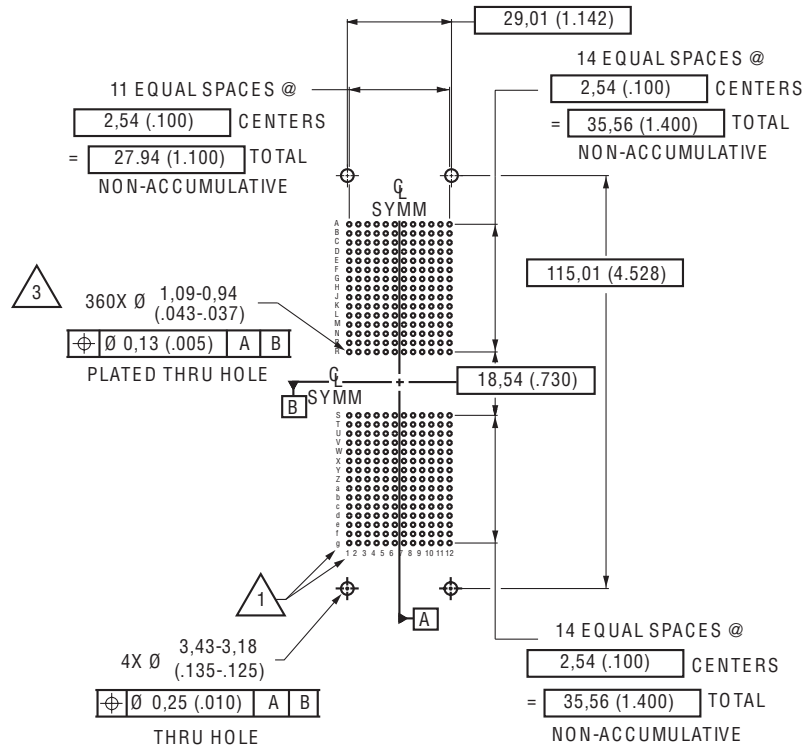 29,01 (1.142)
11 EQUAL SPACES @
2,54 (.100) CENTERS
= 27.94 (1.100) TOTAL
NON-ACCUMULATIVE
14 EQUAL SPACES @
2,54 (.100) CENTERS
= 35,56 (1.400) TOTAL
NON-ACCUMULATIVE
CL
SYMM
A
B
C
D
E
F
G
H
J
K
L
M
N
P
R
115,01 (4.528)
3
360X Ø 1,09-0,94
(.043-.037)
Ø 0,13 (.005) A B
PLATED THRU HOLE
CL
SYMM
B
18,54 (.730)
S
T
U
V
W
X
Y
Z
a
b
c
d
e
f
g
1 2 3 4 5 6 7 8 9 10 11 12
1
A
4X Ø 3,43-3,18
(.135-.125)
Ø 0,25 (.010) A B
THRU HOLE
14 EQUAL SPACES @
2,54 (.100) CENTERS
= 35,56 (1.400) TOTAL
NON-ACCUMULATIVE